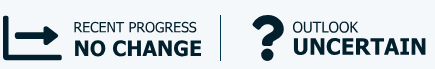 RECENT PROGRESS
NO CHANGE
OUTLOOK
UNCERTAIN